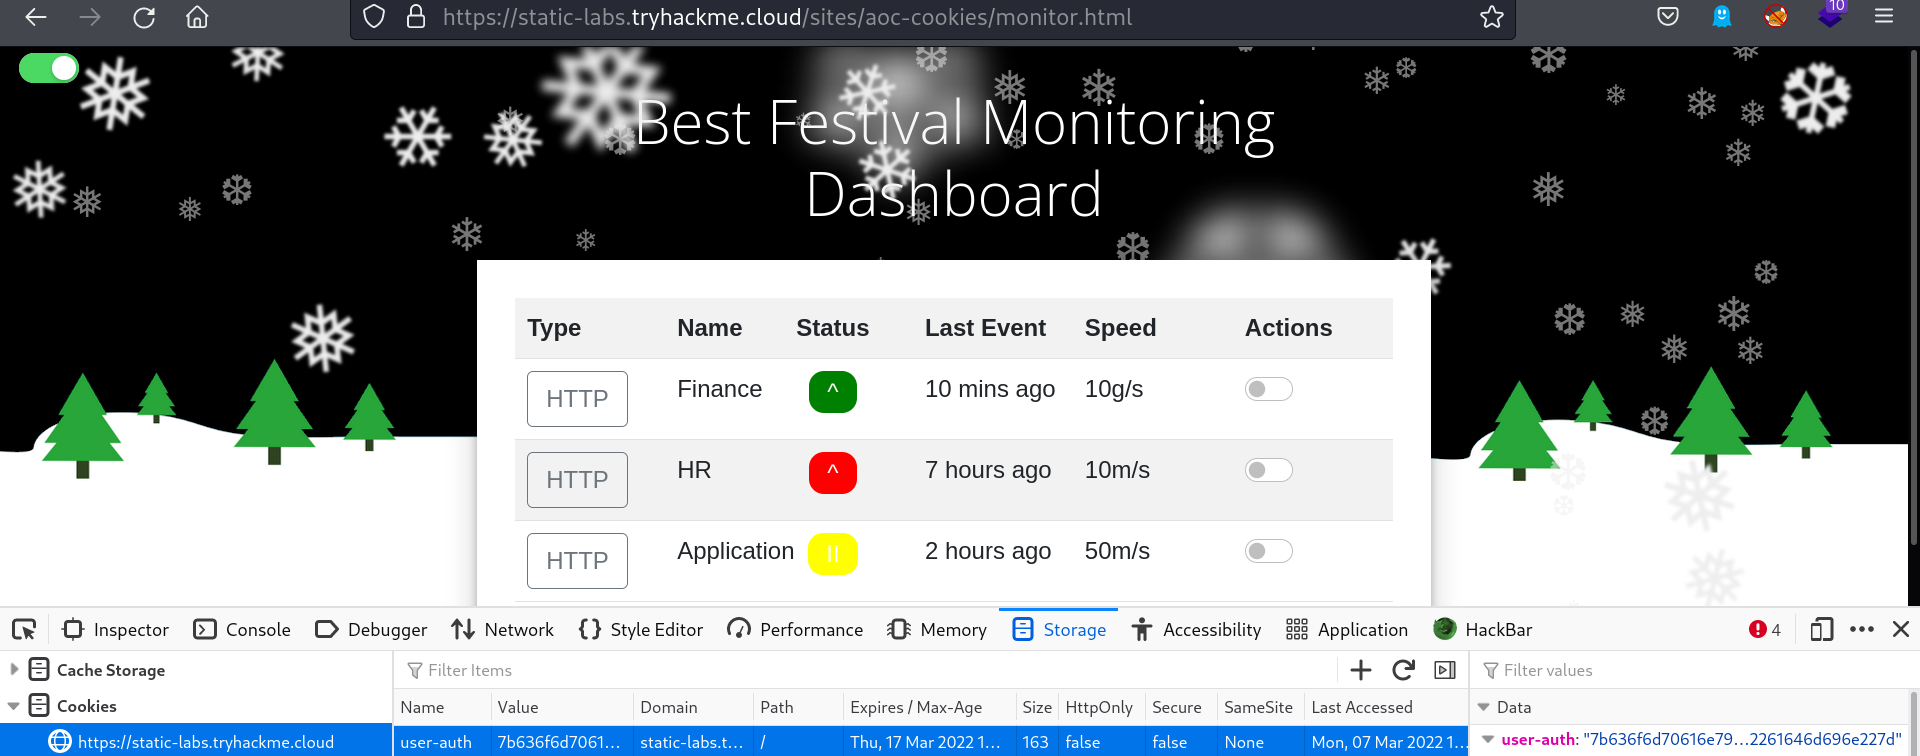 https://static-labs.tryhackme.cloud/sites/aoc-cookies/monitor.html
10
Best Festival Monitoring
Dashboard
Type Name Status Last Event Speed Actions
HTTP Finance ^ 10 mins ago 10g/s
HTTP HR ^ 7 hours ago 10m/s
HTTP Application || 2 hours ago 50m/s
Inspector Console Debugger Network {} Style Editor Performance Memory Storage Accessibility Application HackBar 4
Cache Storage Filter Items Filter values
Cookies Name Value Domain Path Expires / Max-Age Size HttpOnly Secure SameSite Last Accessed Data
https://static-labs.tryhackme.cloud user-auth 7b636f6d7061... static-labs.t... / Thu, 17 Mar 2022 1... 163 false false None Mon, 07 Mar 2022 1... user-auth: "7b636f6d70616e79...2261646d696e227d"